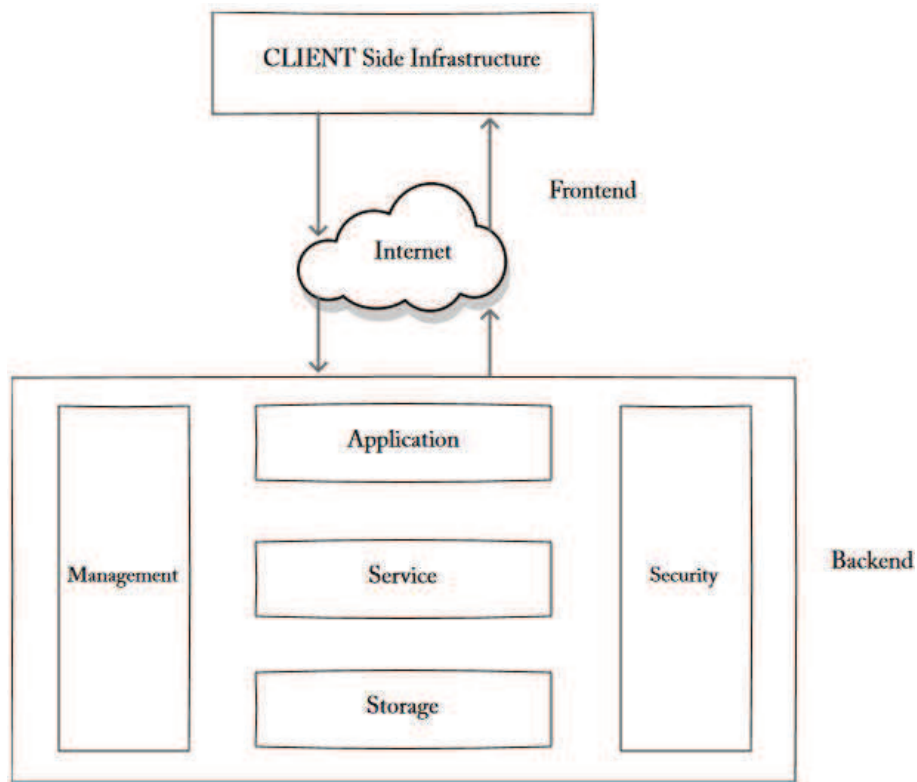 CLIENT Side Infrastructure
Frontend
Internet
Application
Management
Service
Security
Backend
Storage